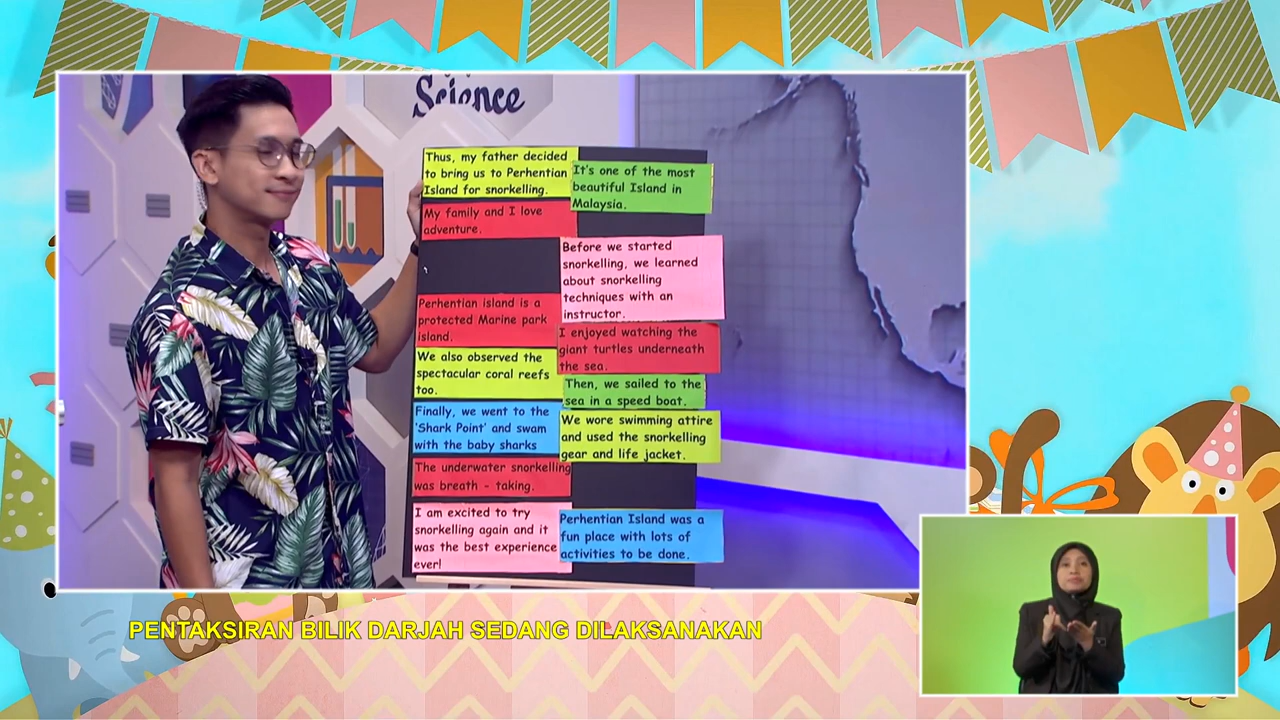 Science
Thus, my father decided
to bring us to Perhentian
Island for snorkelling.
It's one of the most
beautiful Island in
Malaysia.
My family and I love
adventure.
Before we started
snorkelling, we learned
about snorkelling
techniques with an
instructor.
Perhentian island is a
protected Marine park
island.
I enjoyed watching the
giant turtles underneath
the sea.
We also observed the
spectacular coral reefs
too.
Then, we sailed to the
sea in a speed boat.
Finally, we went to the
'Shark Point' and swam
with the baby sharks
We wore swimming attire
and used the snorkelling
gear and life jacket.
The underwater snorkelling
was breath - taking.
I am excited to try
snorkelling again and it
was the best experience
ever!
Perhentian Island was a
fun place with lots of
activities to be done.
PENTAKSIRAN BILIK DARJAH SEDANG DILAKSANAKAN